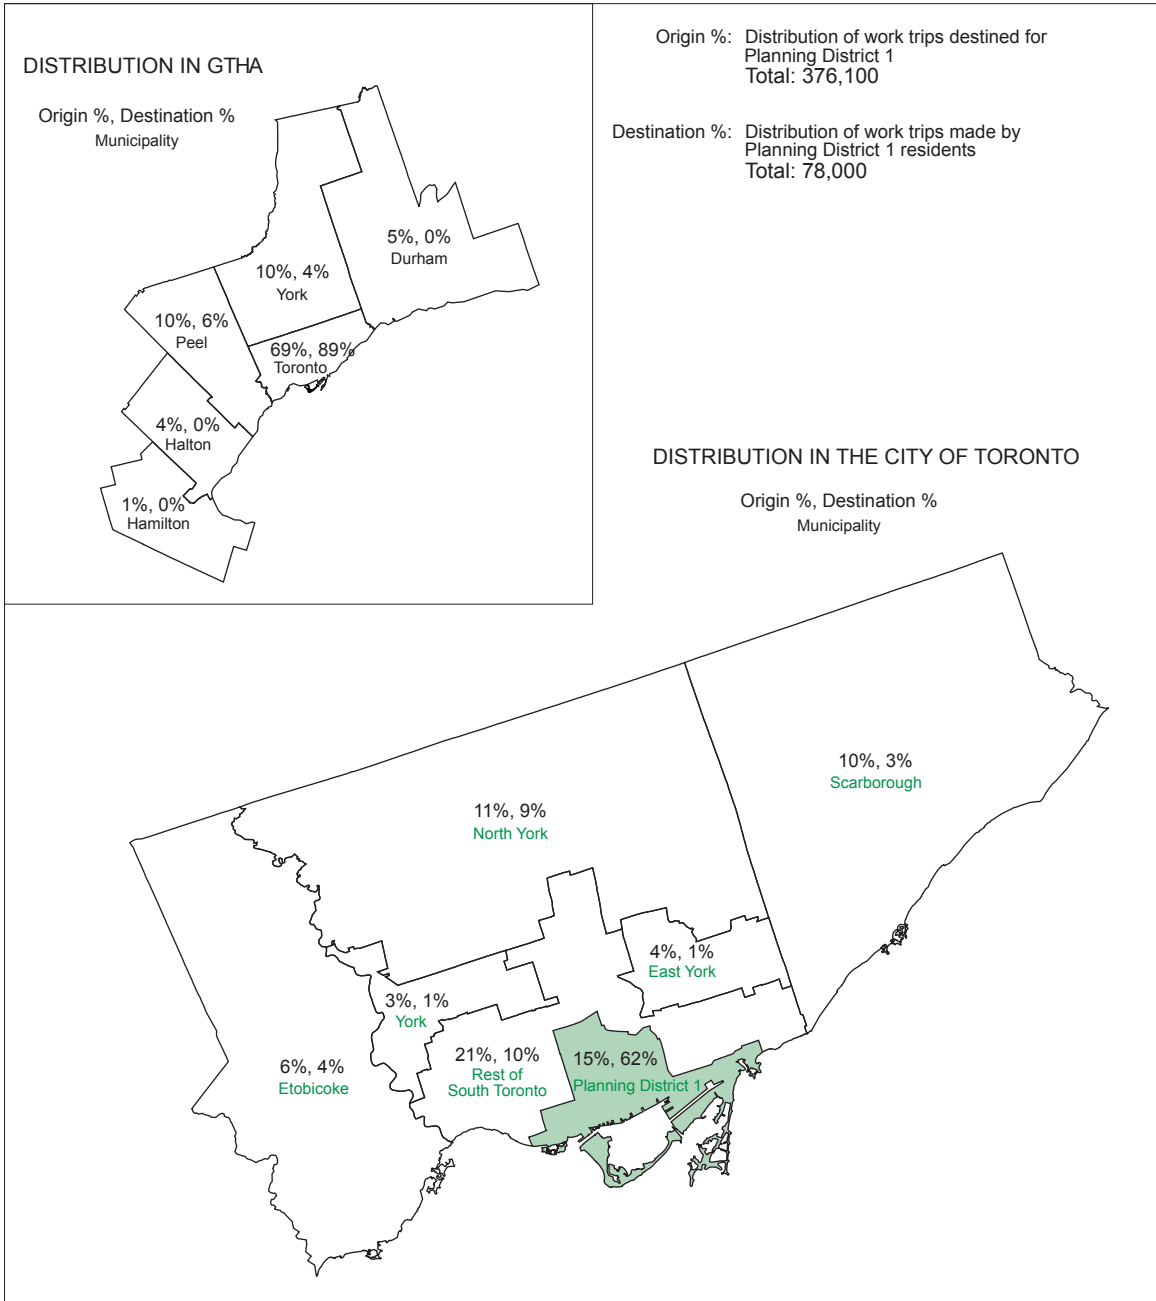 DISTRIBUTION IN GTHA
Origin %, Destination %
Municipality
5%, 0%
Durham
10%, 4%
York
10%, 6%
Peel
69%, 89%
Toronto
4%, 0%
Halton
1%, 0%
Hamilton
Origin %: Distribution of work trips destined for
Planning District 1
Total: 376,100
Destination %: Distribution of work trips made by
Planning District 1 residents
Total: 78,000
DISTRIBUTION IN THE CITY OF TORONTO
Origin %, Destination %
Municipality
10%, 3%
Scarborough
11%, 9%
North York
4%, 1%
East York
3%, 1%
York
6%, 4%
Etobicoke
21%, 10%
Rest of
South Toronto
15%, 62%
Planning District 1